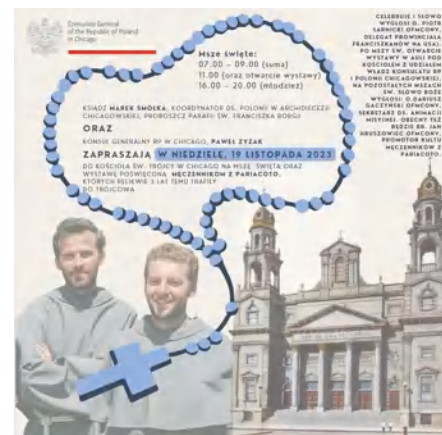 Consulate General
of the Republic of Poland
in Chicago
Msze święte:
07.00 - 09.00 (suma)
11.00 (oraz otwarcie wystawy)
16.00 - 20.00 (młodzież)
KSIĄDZ MAREK SMÓŁKA, KOORDYNATOR DS. POLONII W ARCHIDIECEZJI
CHICAGOWSKIEJ, PROBOSZCZ PARAFII ŚW. FRANCISZKA BORGII
ORAZ
KONSUL GENERALNY RP W CHICAGO, PAWEŁ ZYZAK
ZAPRASZAJĄ W NIEDZIELE, 19 LISTOPADA 2023
DO KOŚCIOŁA ŚW. TRÓJCY W CHICAGO NA MSZĘ ŚWIĘTĄ ORAZ
WYSTAWĘ POŚWIĘCONĄ MĘCZENNIKOM Z PARIACOTO,
KTÓRYCH RELIKWIE 3 LAT TEMU TRAFIŁY
DO TRÓJCOWA
CELEBRUJE I SŁOWO
WYGŁOSI O. PIOTR
SARNICKI OFMCONV,
DELEGAT PROWINCJAŁA
FRANCISZKANÓW NA USA).
PO MSZY ŚW. OTWARCIE
WYSTAWY W AULI POD
KOŚCIOŁEM Z UDZIAŁEM
WŁADZ KONSULATU RP
I POLONII CHICAGOWSKIEJ.
NA POZOSTAŁYCH MSZACH
ŚW. SŁOWO BOŻE
WYGŁOSI: O.DARIUSZ
GACZYŃSKI OFMCONV,
SEKRETARZ DS. ANIMACJI
MISYJNEJ. OBECNY TEŻ
BĘDZIE BR. JAN
HRUSZOWIEC OFMCONV,
PROMOTOR KULTU
MĘCZENNIKÓW Z
PARIACOTO.